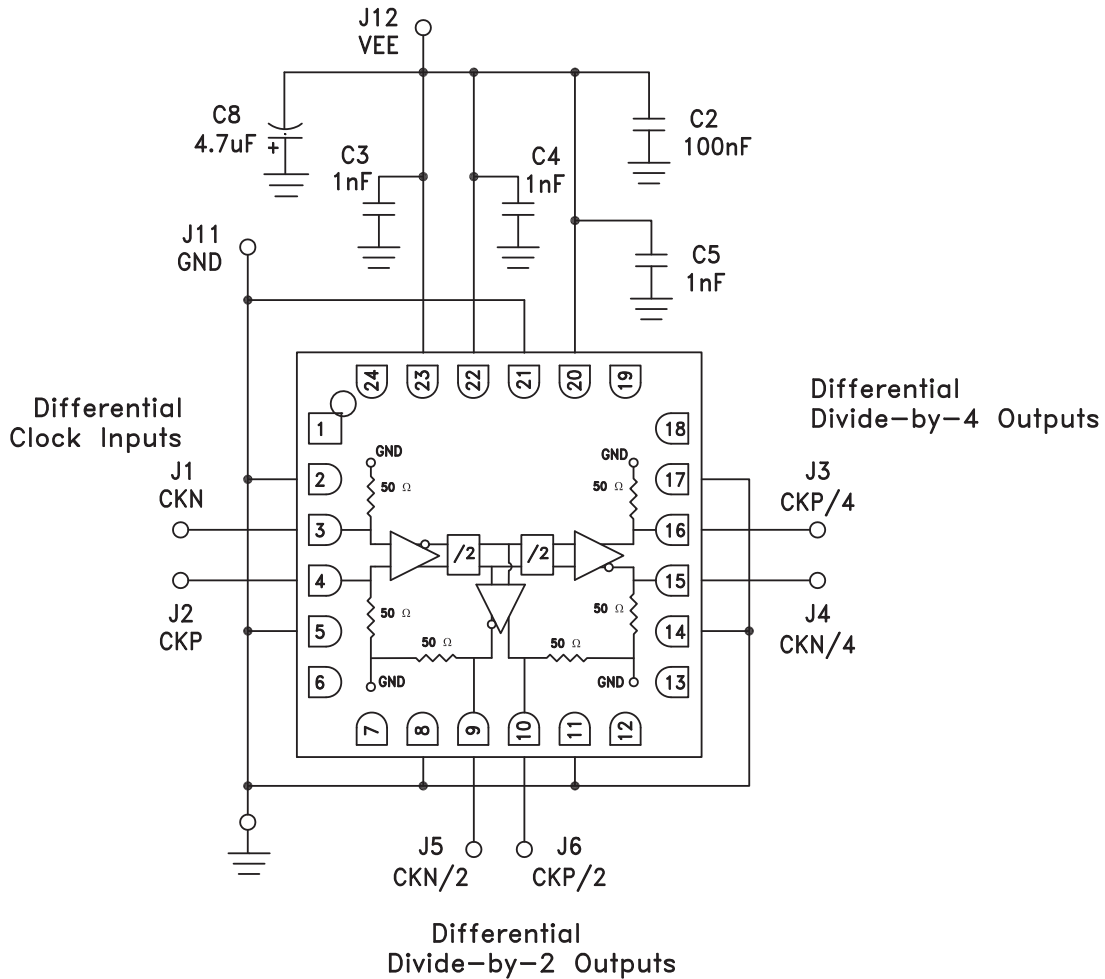 J12
VEE
C8
4.7uF
+
C3
1nF
C4
1nF
C2
100nF
J11
GND
C5
1nF
24
23
22
21
20
19
Differential
Clock Inputs
Differential
Divide-by-4 Outputs
1
2
3
4
5
6
18
17
16
15
14
13
J1
CKN
J2
CKP
J3
CKP/4
J4
CKN/4
GND
50 Ω
GND
50 Ω
/2
/2
50 Ω
50 Ω
50 Ω
50 Ω
GND
GND
7
8
9
10
11
12
J5
CKN/2
J6
CKP/2
Differential
Divide-by-2 Outputs